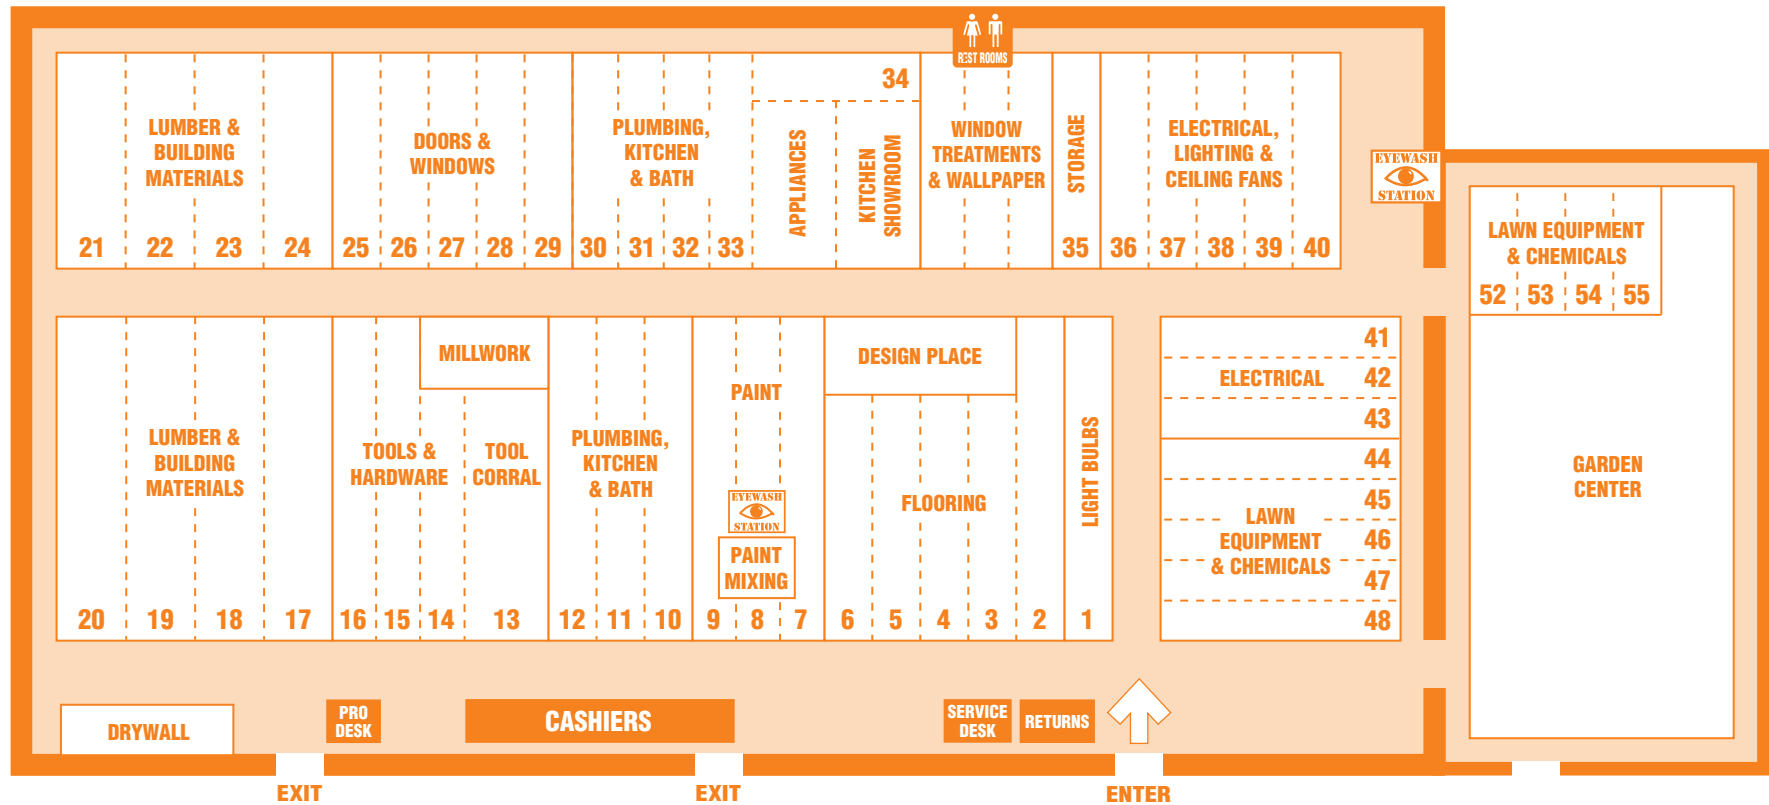 REST ROOMS
34
LUMBER &
BUILDING
MATERIALS
DOORS &
WINDOWS
PLUMBING,
KITCHEN
& BATH
APPLIANCES
KITCHEN
SHOWROOM
WINDOW
TREATMENTS
& WALLPAPER
STORAGE
ELECTRICAL,
LIGHTING &
CEILING FANS
EYEWASH
STATION
21 22 23 24 25 26 27 28 29 30 31 32 33 35 36 37 38 39 40
LAWN EQUIPMENT
& CHEMICALS
52 53 54 55
MILLWORK
DESIGN PLACE
PAINT
LUMBER &
BUILDING
MATERIALS
TOOLS &
HARDWARE
TOOL
CORRAL
PLUMBING,
KITCHEN
& BATH
EYEWASH
STATION
PAINT
MIXING
FLOORING
LIGHT BULBS
20 19 18 17 16 15 14 13 12 11 10 9 8 7 6 5 4 3 2 1
41
ELECTRICAL 42
43
44
45
LAWN
EQUIPMENT
& CHEMICALS
46
47
48
GARDEN
CENTER
DRYWALL
PRO
DESK
CASHIERS
SERVICE
DESK
RETURNS
EXIT
EXIT
ENTER